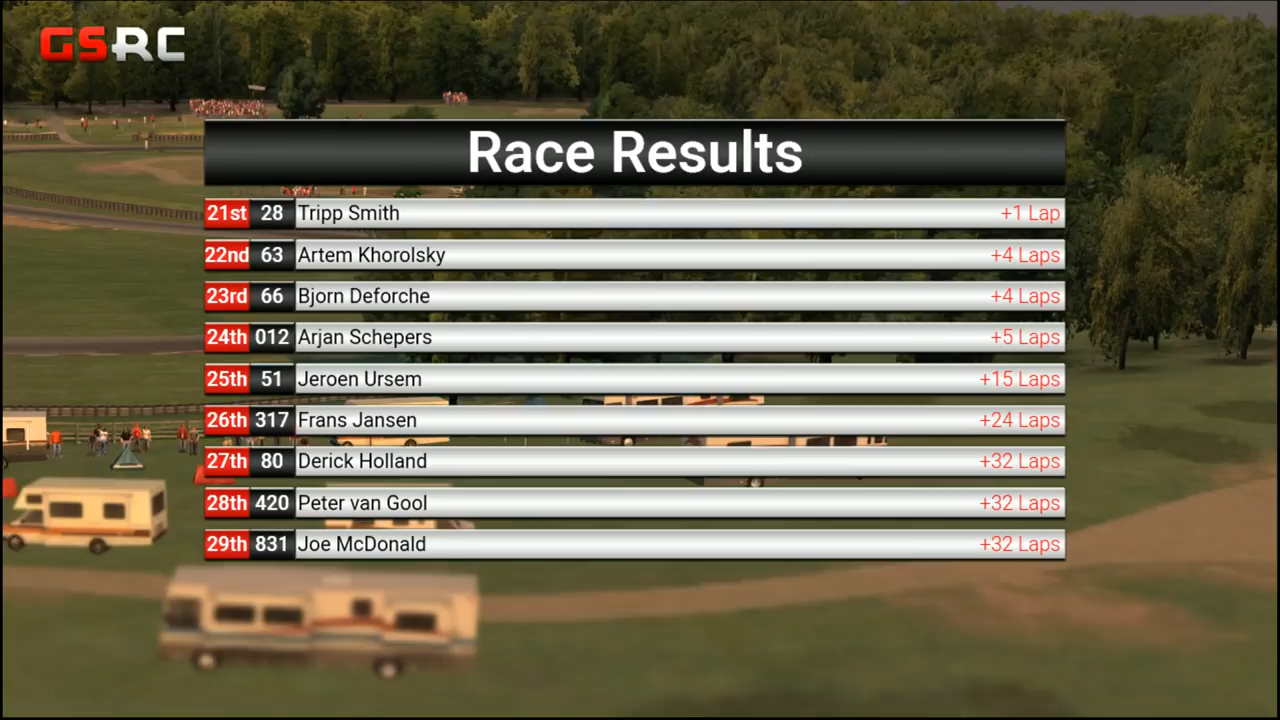 GSRC
Race Results
21st 28 Tripp Smith +1 Lap
22nd 63 Artem Khorolsky +4 Laps
23rd 66 Bjorn Deforche +4 Laps
24th 012 Arjan Schepers +5 Laps
25th 51 Jeroen Ursem +15 Laps
26th 317 Frans Jansen +24 Laps
27th 80 Derick Holland +32 Laps
28th 420 Peter van Gool +32 Laps
29th 831 Joe McDonald +32 Laps